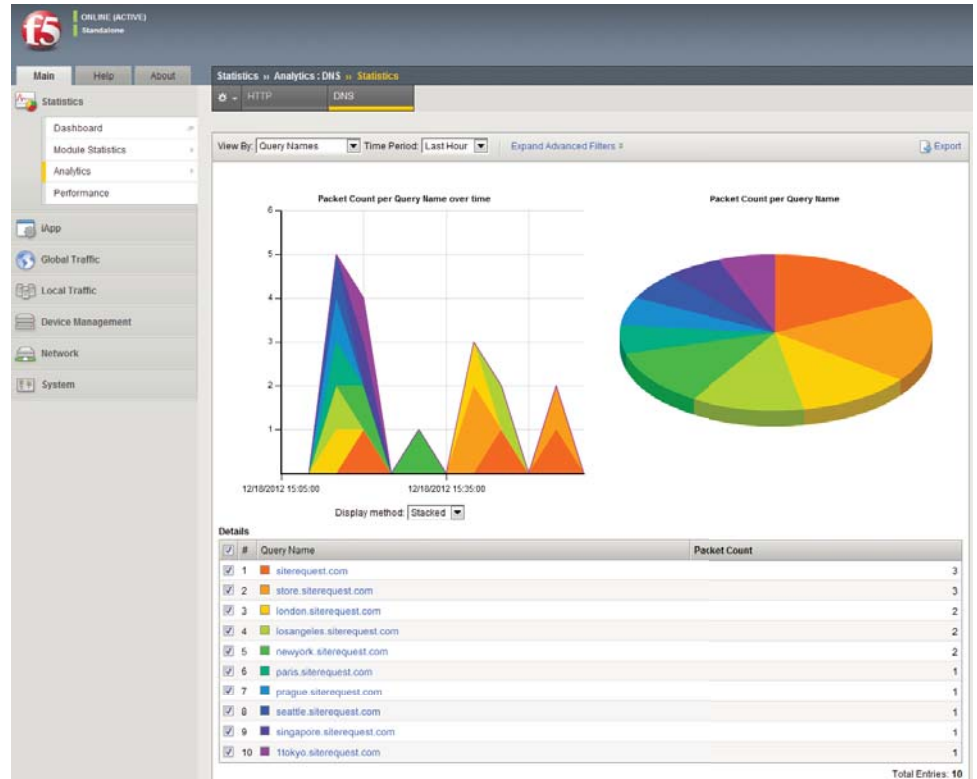 f5
ONLINE (ACTIVE)
Standalone
Main Help About
Statistics
Dashboard
Module Statistics
Analytics
Performance
iApp
Global Traffic
Local Traffic
Device Management
Network
System
Statistics » Analytics : DNS » Statistics
HTTP DNS
View By: Query Names Time Period: Last Hour Expand Advanced Filters Export
Packet Count per Query Name over time
6
5
4
3
2
1
12/18/2012 15:05:00 12/18/2012 15:35:00
Display method: Stacked
Packet Count per Query Name
Details
# Query Name Packet Count
1 siterequest.com 3
2 store.siterequest.com 3
3 london.siterequest.com 2
4 losangeles.siterequest.com 2
5 newyork.siterequest.com 2
6 paris.siterequest.com 1
7 prague.siterequest.com 1
8 seattle.siterequest.com 1
9 singapore.siterequest.com 1
10 1tokyo.siterequest.com 1
Total Entries: 10